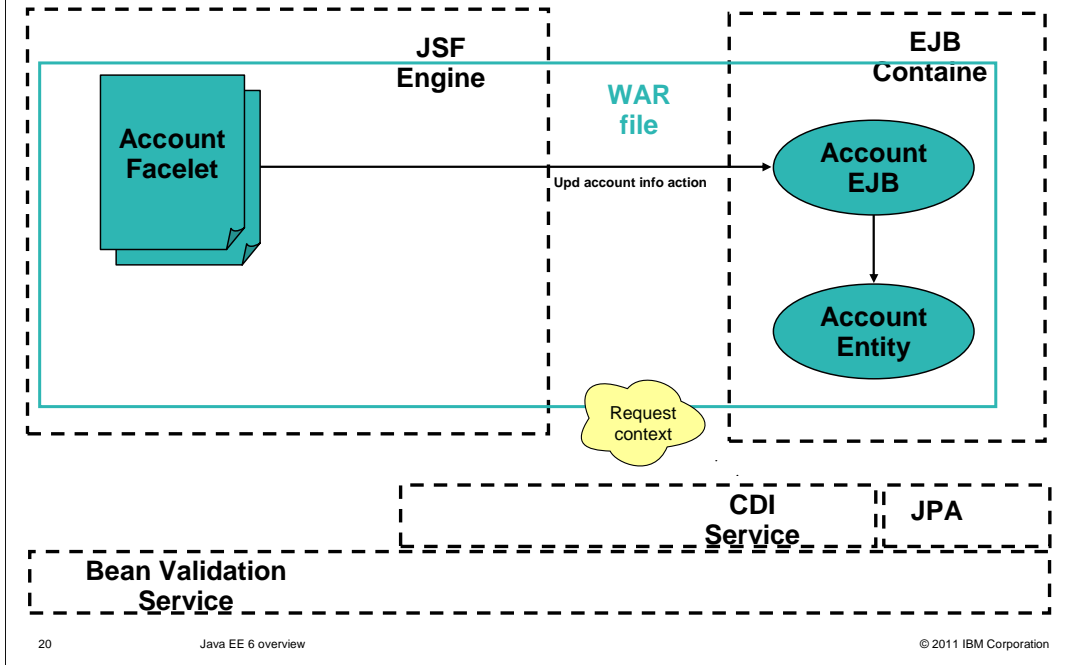 JSF
Engine
EJB
Containe
WAR
file
Account
Facelet
Upd account info action
Account
EJB
Account
Entity
Request
context
CDI
Service
JPA
Bean Validation
Service
20
Java EE 6 overview
© 2011 IBM Corporation